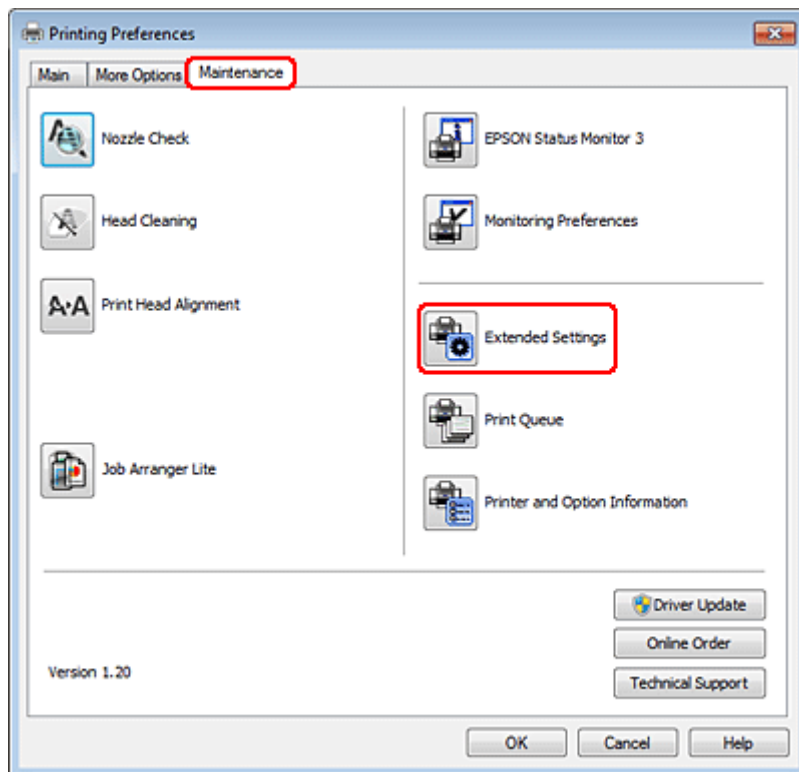 Printing Preferences
Main
More Options
Maintenance
Nozzle Check
Head Cleaning
A·A
Print Head Alignment
Job Arranger Lite
EPSON Status Monitor 3
Monitoring Preferences
Extended Settings
Print Queue
Printer and Option Information
Version 1.20
Driver Update
Online Order
Technical Support
OK
Cancel
Help